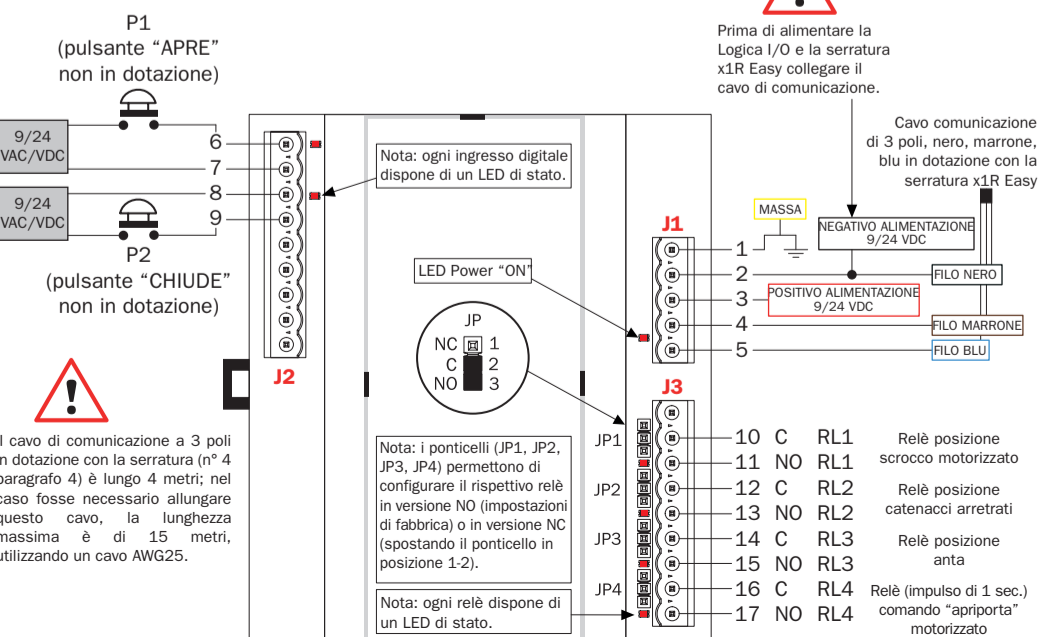 P1
(pulsante “APRE”
non in dotazione)
9/24
VAC/VDC
6
7
9/24
VAC/VDC
8
9
P2
(pulsante “CHIUDE”
non in dotazione)
J2
Nota: ogni ingresso digitale
dispone di un LED di stato.
LED Power “ON”
JP
NC 1
C 2
NO 3
Prima di alimentare la
Logica I/O e la serratura
x1R Easy collegare il
cavo di comunicazione.
Cavo comunicazione
di 3 poli, nero, marrone,
blu in dotazione con la
serratura x1R Easy
J1
MASSA
NEGATIVO ALIMENTAZIONE
9/24 VDC
1
2
FILO NERO
3
POSITIVO ALIMENTAZIONE
9/24 VDC
4
FILO MARRONE
5
FILO BLU
!
cavo di comunicazione a 3 poli
dotazione con la serratura (n° 4
paragrafo 4) è lungo 4 metri; nel
caso fosse necessario allungare
questo cavo, la lunghezza
massima è di 15 metri,
utilizzando un cavo AWG25.
Nota: i ponticelli (JP1, JP2,
JP3, JP4) permettono di
configurare il rispettivo relè
in versione NO (impostazioni
di fabbrica) o in versione NC
(spostando il ponticello in
posizione 1-2).
Nota: ogni relè dispone di
un LED di stato.
J3
JP1
JP2
JP3
JP4
10 C RL1
11 NO RL1
Relè posizione
scrocco motorizzato
12 C RL2
13 NO RL2
Relè posizione
catenacci arretrati
14 C RL3
15 NO RL3
Relè posizione
anta
16 C RL4
17 NO RL4
Relè (impulso di 1 sec.)
comando “apriporta”
motorizzato